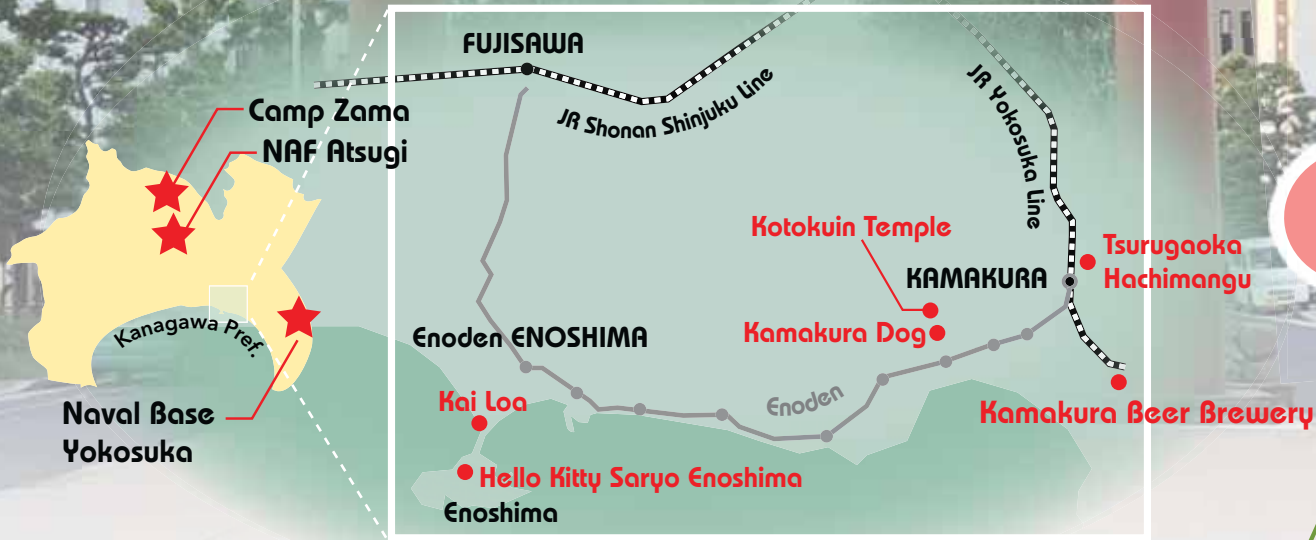 Camp Zama
NAF Atsugi
Kanagawa Pref.
Naval Base
Yokosuka
FUJISAWA
JR Shonan Shinjuku Line
JR Yokosuka Line
Kotokuin Temple
Tsurugaoka
Hachimangu
KAMAKURA
Enoden ENOSHIMA
Kamakura Dog
Kai Loa
Enoden
Kamakura Beer Brewery
Hello Kitty Saryo Enoshima
Enoshima